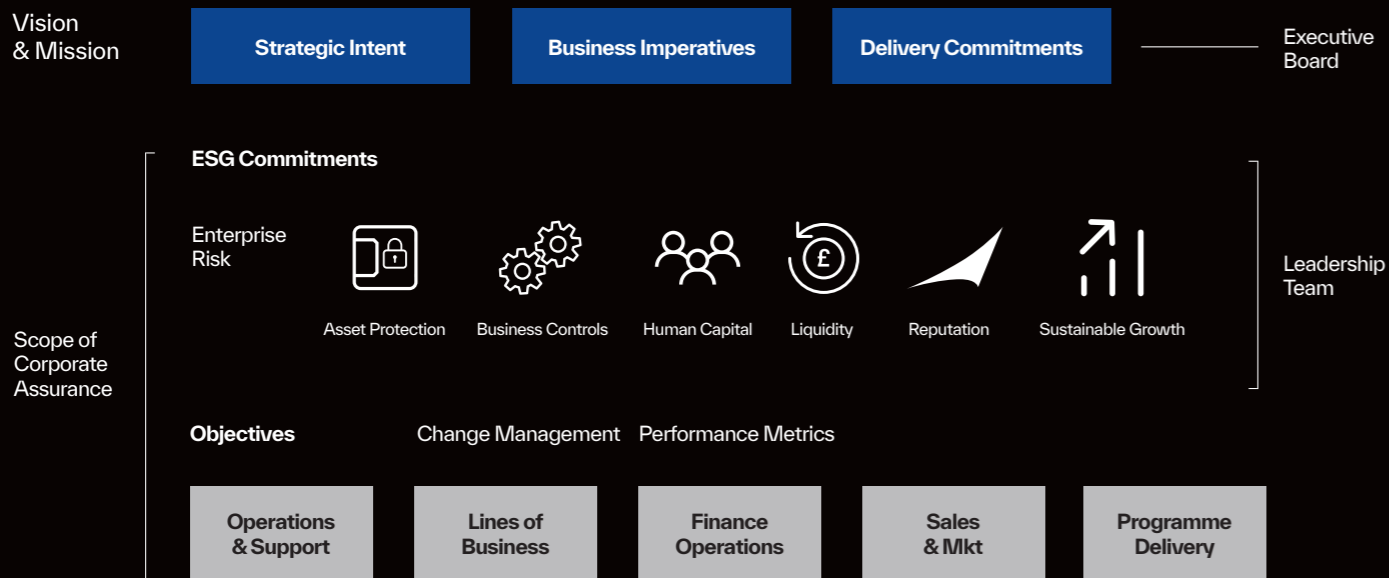 Vision
& Mission
Strategic Intent
Business Imperatives
Delivery Commitments
Executive
Board
ESG Commitments
Enterprise
Risk
£
Asset Protection
Business Controls
Human Capital
Liquidity
Reputation
Sustainable Growth
Leadership
Team
Scope of
Corporate
Assurance
Objectives
Change Management
Performance Metrics
Operations
& Support
Lines of
Business
Finance
Operations
Sales
& Mkt
Programme
Delivery